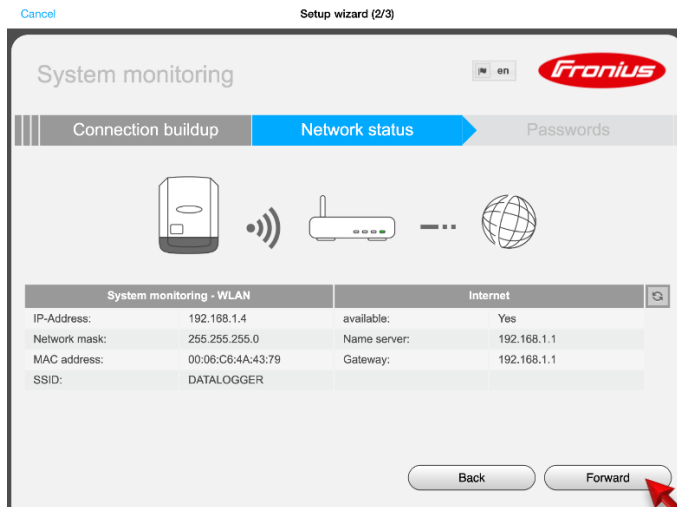 Cancel Setup wizard (2/3)
System monitoring en Fronius
Connection buildup Network status Passwords
System monitoring - WLAN Internet
IP-Address: 192.168.1.4 available: Yes
Network mask: 255.255.255.0 Name server: 192.168.1.1
MAC address: 00:06:C6:4A:43:79 Gateway: 192.168.1.1
SSID: DATALOGGER
Back Forward